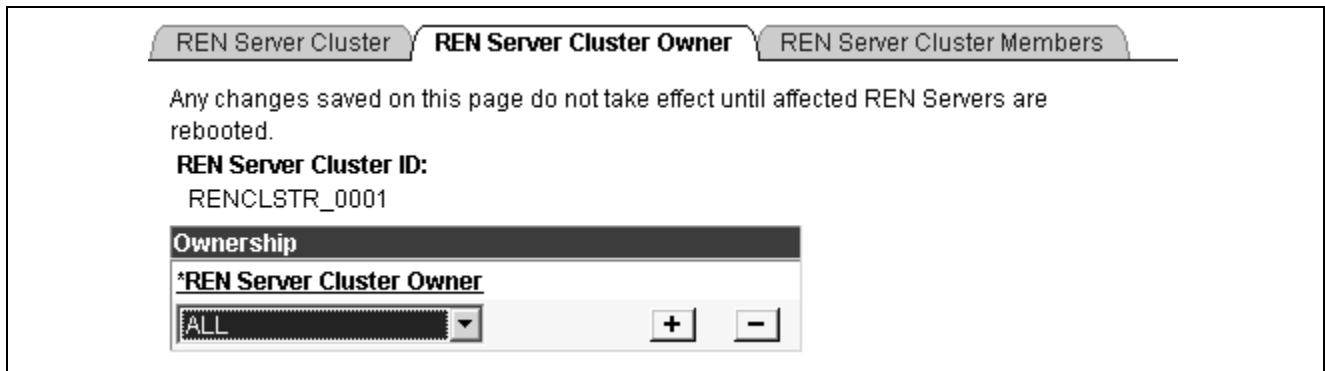 REN Server Cluster REN Server Cluster Owner REN Server Cluster Members
Any changes saved on this page do not take effect until affected REN Servers are
rebooted.
REN Server Cluster ID:
RENCLSTR_0001
Ownership
*REN Server Cluster Owner
ALL + -